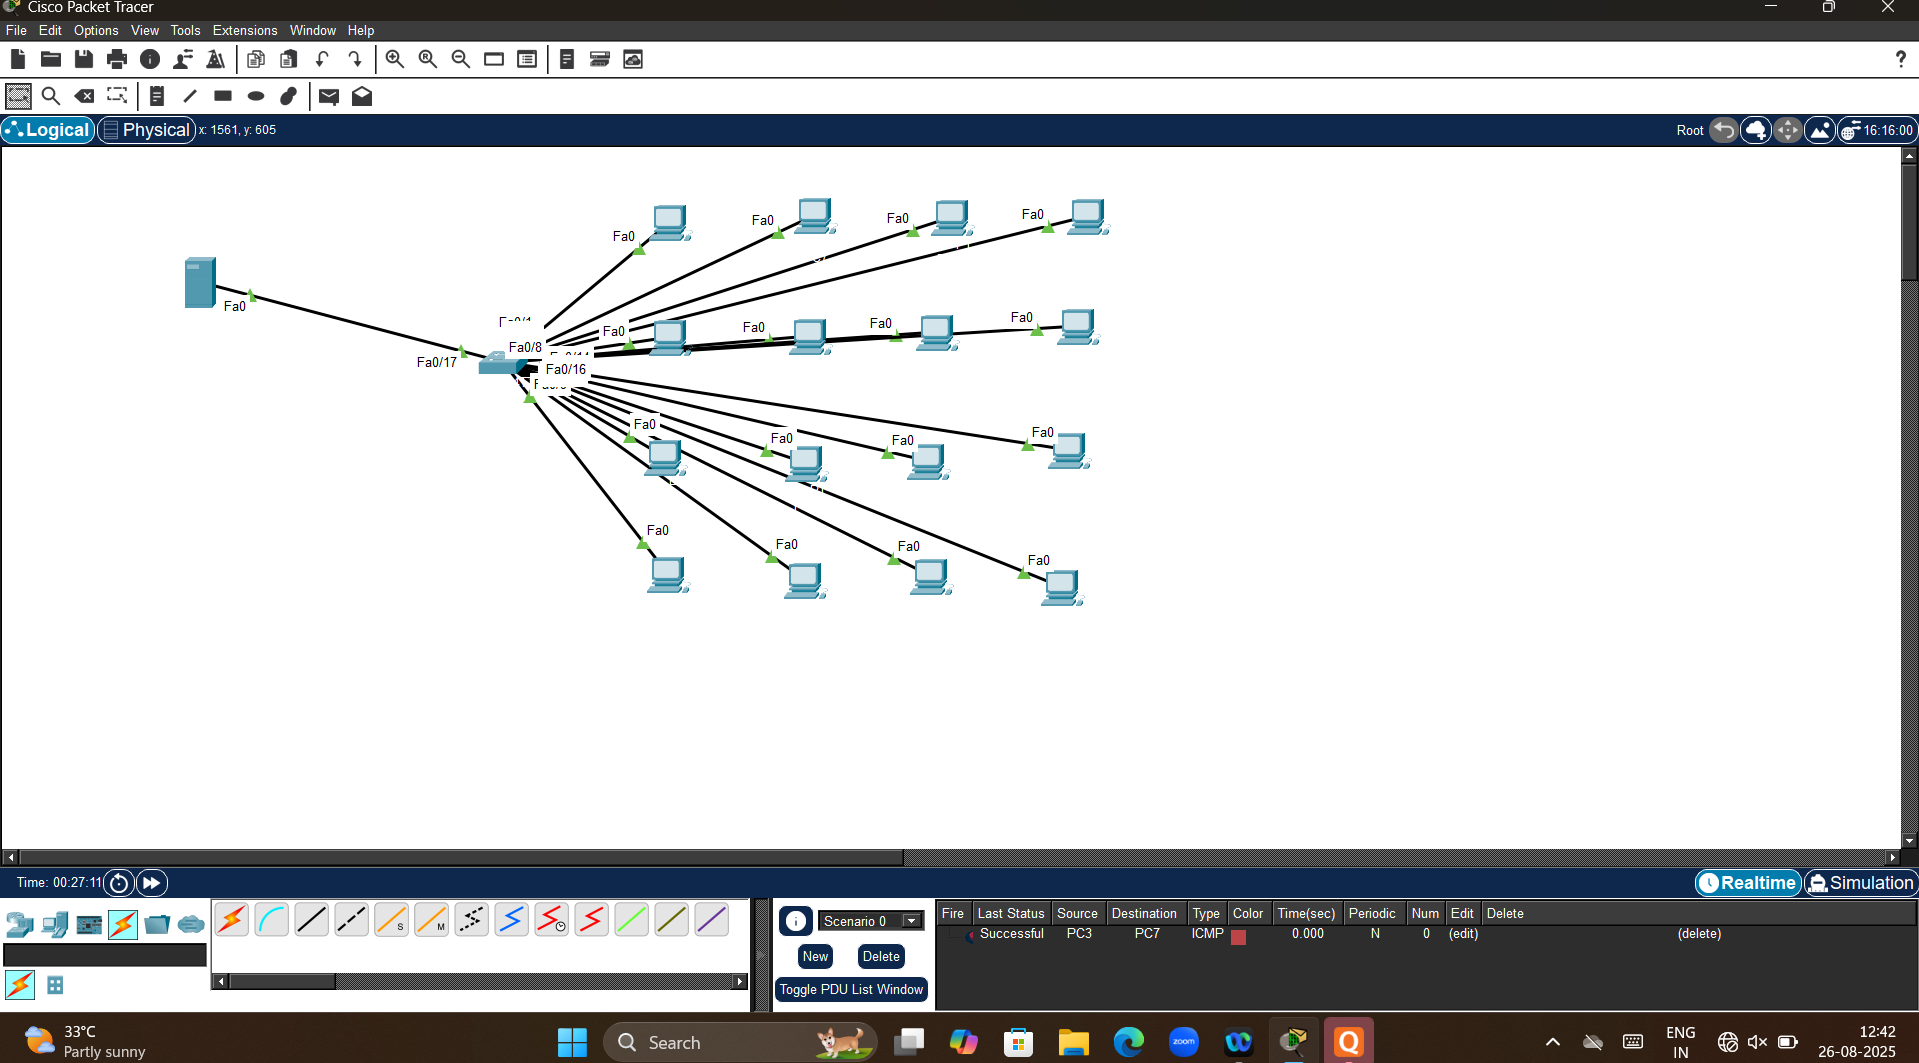 Cisco Packet Tracer
File Edit Options View Tools Extensions Window Help
?
Logical Physical x: 1561, y: 605 Root 16:16:00
Fa0 Fa0 Fa0 Fa0
Fa0
Fa0 Fa0 Fa0 Fa0
Fa0/8
Fa0/17
Fa0/16
Fa0 Fa0 Fa0 Fa0
Fa0 Fa0 Fa0 Fa0
Time: 00:27:11 Realtime Simulation
S M
Scenario 0
New Delete
Toggle PDU List Window
Fire Last Status Source Destination Type Color Time(sec) Periodic Num Edit Delete
Successful PC3 PC7 ICMP 0.000 N 0 (edit) (delete)
33°C
Partly sunny
Search
zoom
Q
ENG
IN
12:42
26-08-2025